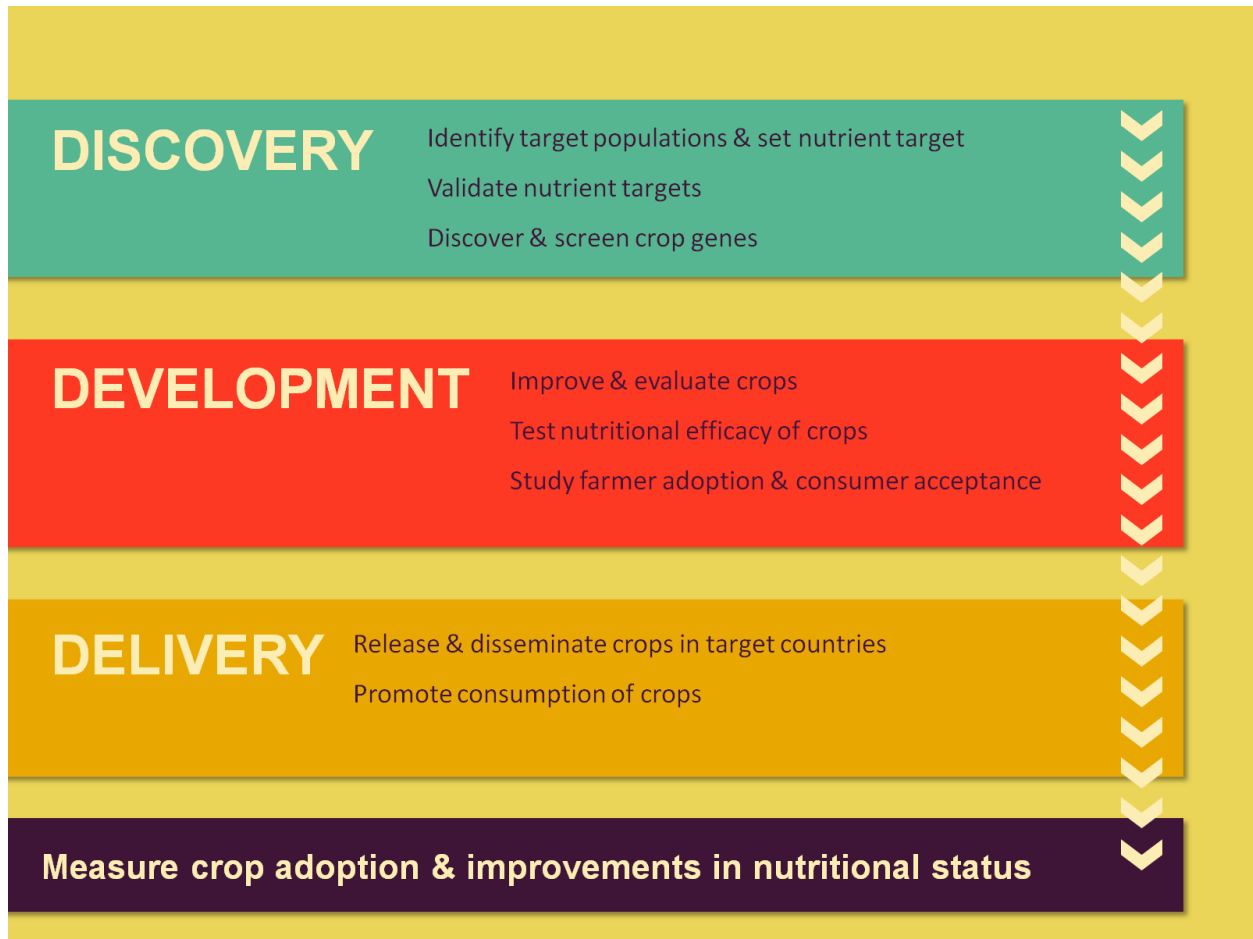 DISCOVERY
Identify target populations & set nutrient target
Validate nutrient targets
Discover & screen crop genes
DEVELOPMENT
Improve & evaluate crops
Test nutritional efficacy of crops
Study farmer adoption & consumer acceptance
DELIVERY
Release & disseminate crops in target countries
Promote consumption of crops
Measure crop adoption & improvements in nutritional status